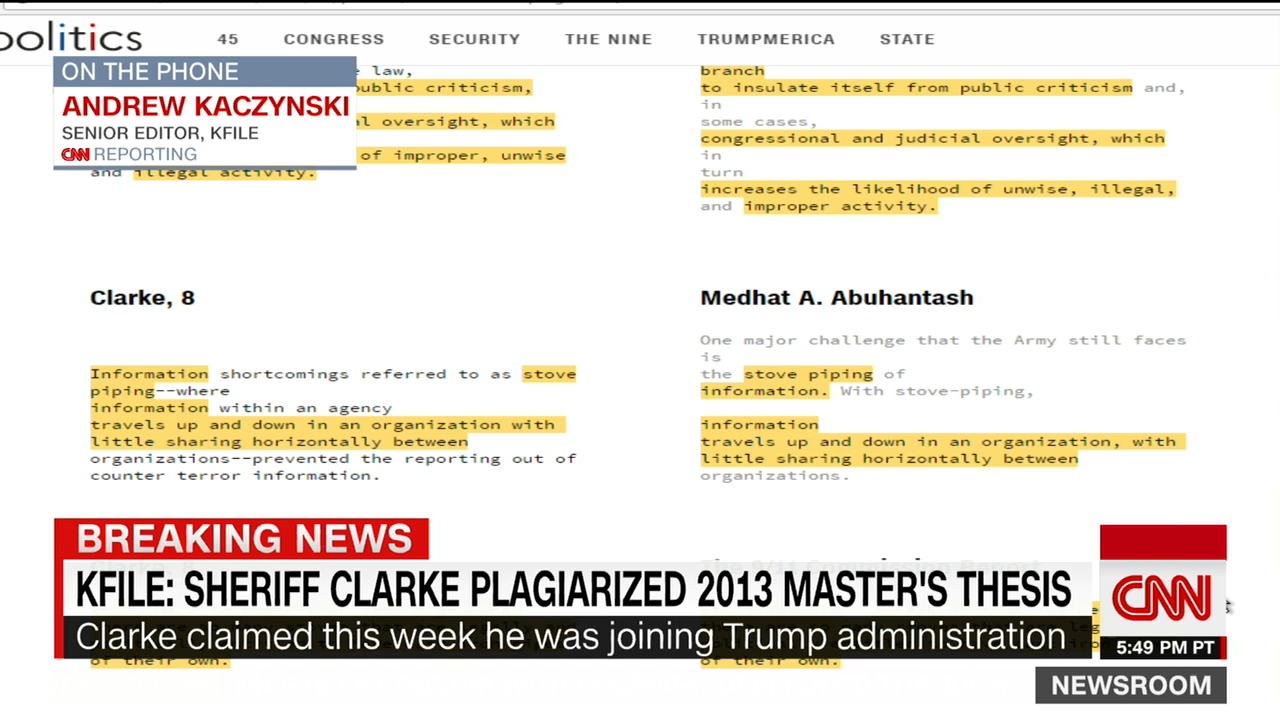 politics
45 CONGRESS SECURITY THE NINE TRUMPMERICA STATE
ON THE PHONE
ANDREW KACZYNSKI
SENIOR EDITOR, KFILE
CNN REPORTING
law,
public criticism,
oversight, which
of improper, unwise
and illegal activity.
branch
to insulate itself from public criticism and,
in
some cases,
congressional and judicial oversight, which
in
turn
increases the likelihood of unwise, illegal,
and improper activity.
Clarke, 8
Information shortcomings referred to as stove
piping--where
information within an agency
travels up and down in an organization with
little sharing horizontally between
organizations--prevented the reporting out of
counter terror information.
Medhat A. Abuhantash
One major challenge that the Army still faces
is
the stove piping of
information. With stove-piping,
information
travels up and down in an organization, with
little sharing horizontally between
organizations.
BREAKING NEWS
KFILE: SHERIFF CLARKE PLAGIARIZED 2013 MASTER'S THESIS
Clarke claimed this week he was joining Trump administration
of their own.
of their own.
CNN
5:49 PM PT
NEWSROOM